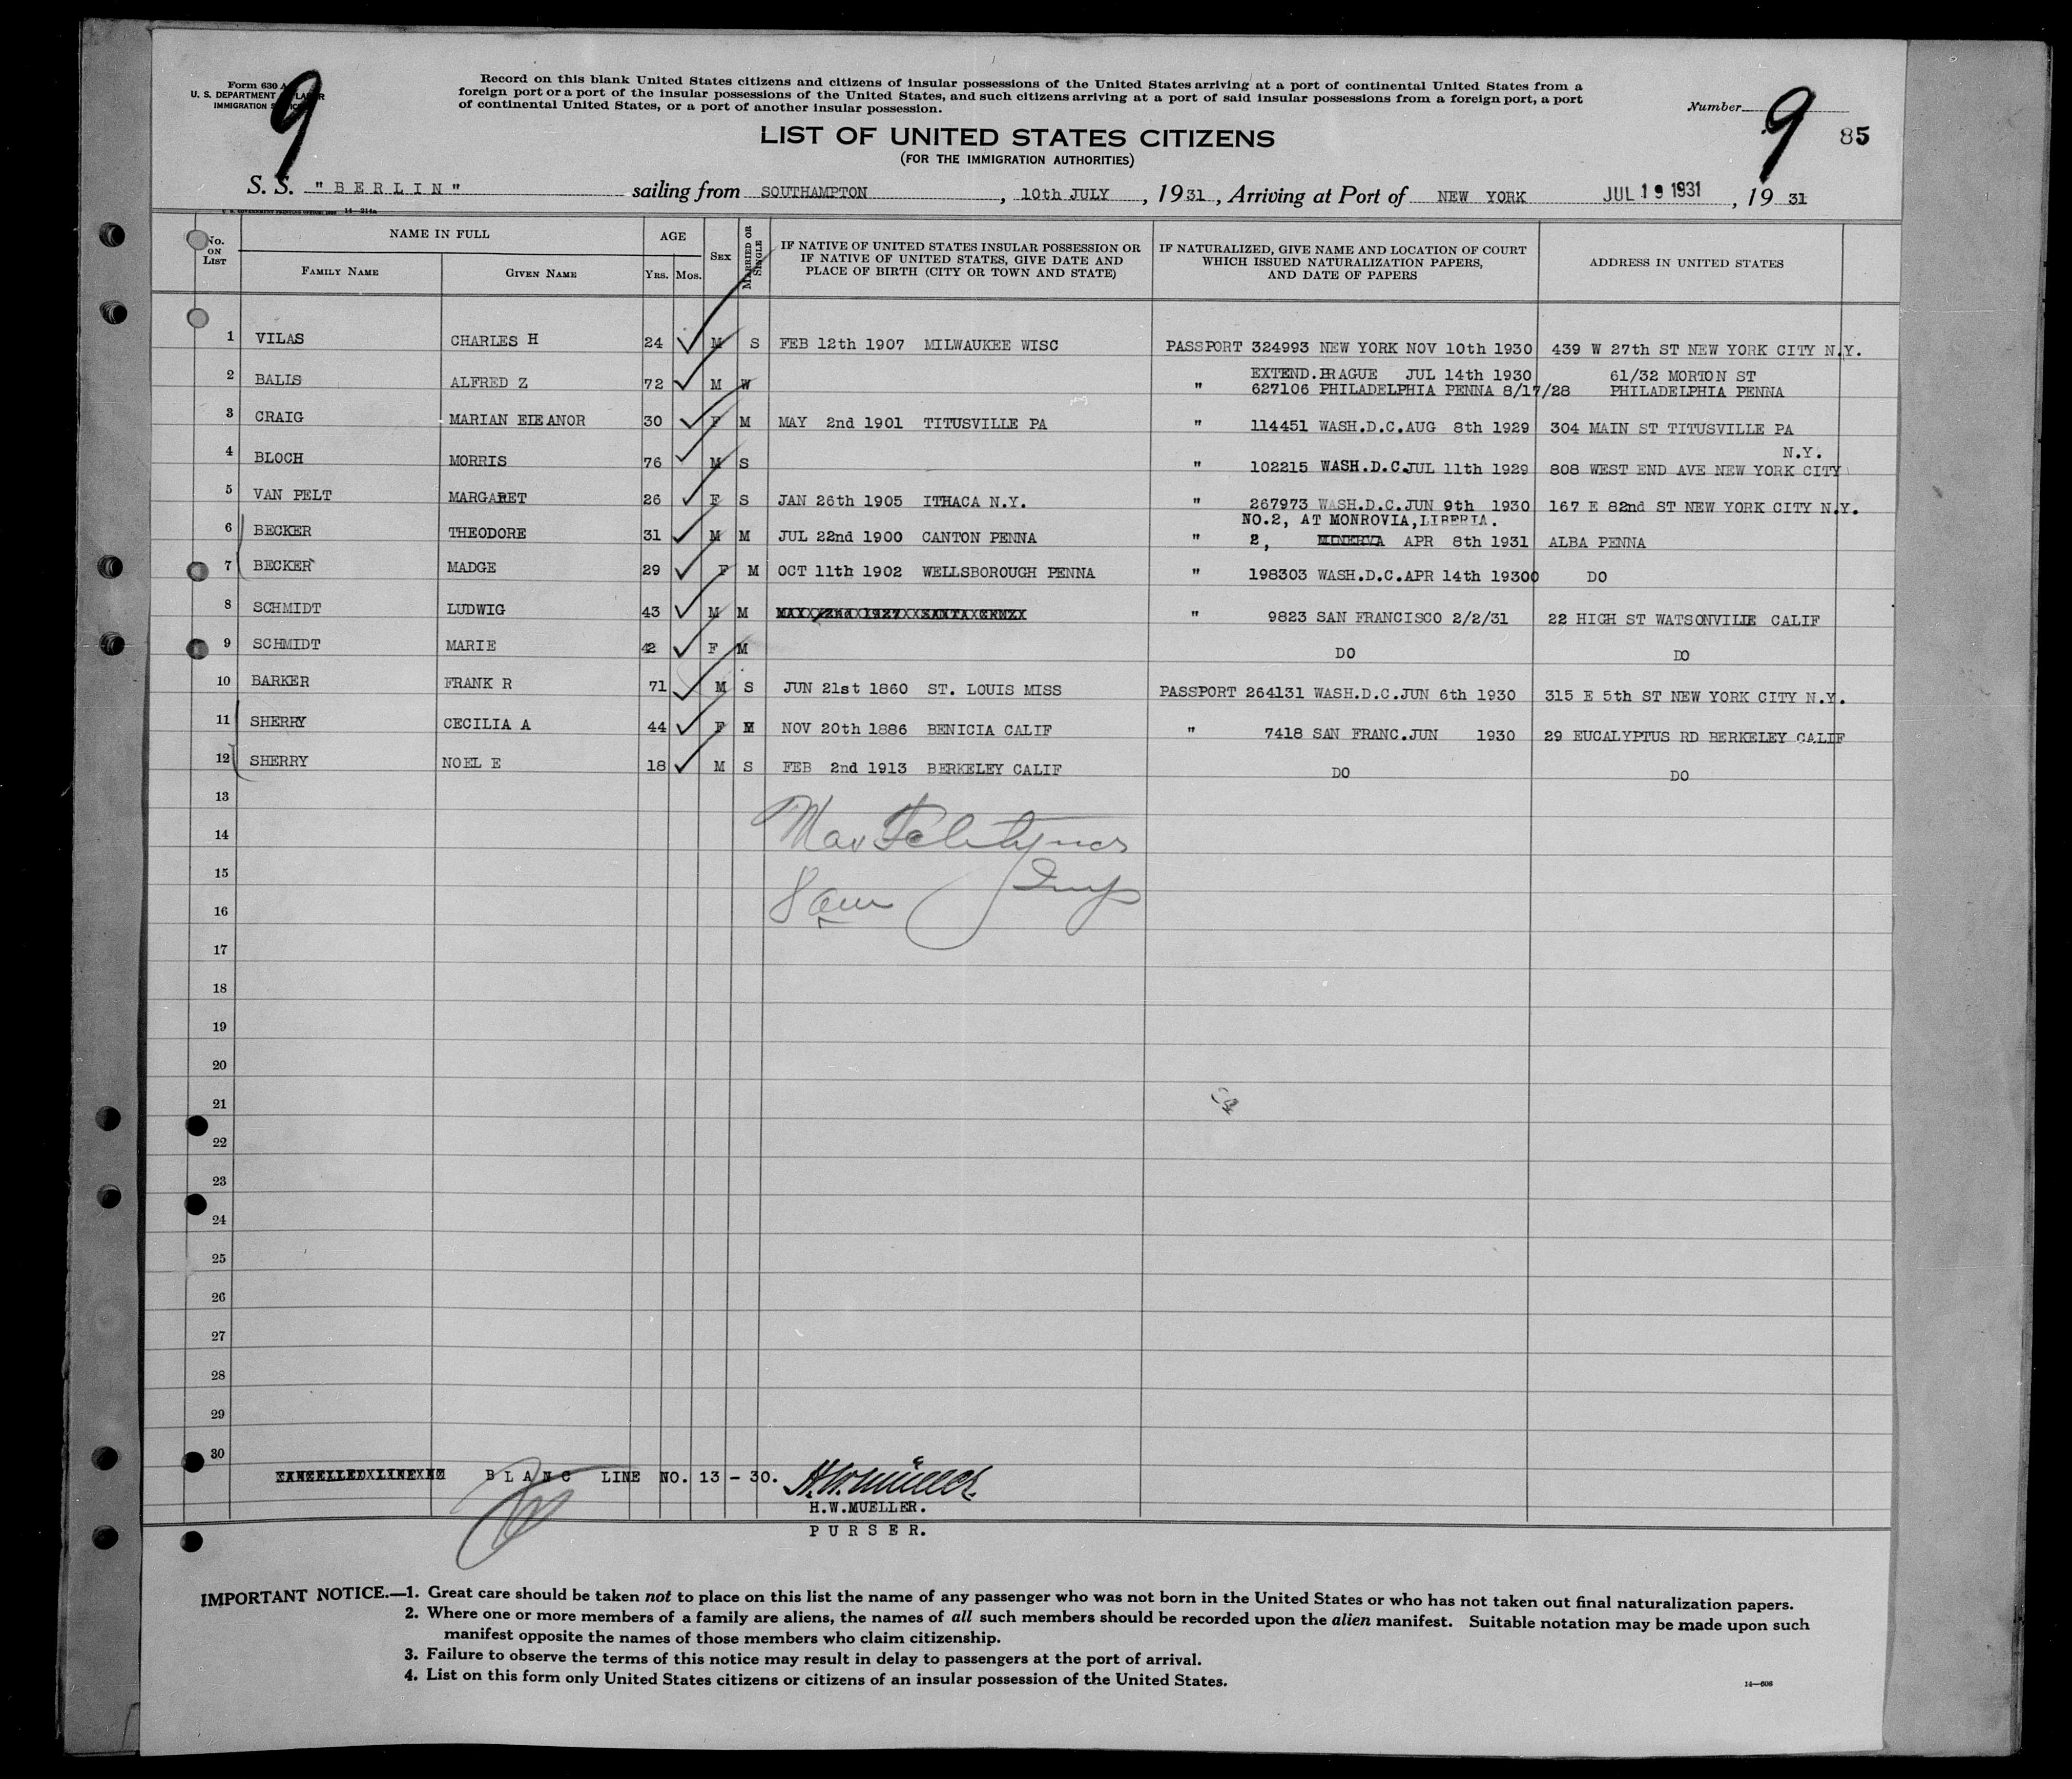 Form 630 A
U. S. DEPARTMENT OF LABOR
IMMIGRATION SERVICE
9
Record on this blank United States citizens and citizens of insular possessions of the United States arriving at a port of continental United States from a
foreign port or a port of the insular possessions of the United States, and such citizens arriving at a port of said insular possessions from a foreign port, a port
of continental United States, or a port of another insular possession.
Number 9
85
LIST OF UNITED STATES CITIZENS
(FOR THE IMMIGRATION AUTHORITIES)
S. S. "BERLIN" sailing from SOUTHAMPTON, 10th JULY, 1931, Arriving at Port of NEW YORK JUL 19 1931, 19 31
No. ON LIST NAME IN FULL AGE SEX MARRIED OR SINGLE IF NATIVE OF UNITED STATES INSULAR POSSESSION OR IF NATIVE OF UNITED STATES, GIVE DATE AND PLACE OF BIRTH (CITY OR TOWN AND STATE) IF NATURALIZED, GIVE NAME AND LOCATION OF COURT WHICH ISSUED NATURALIZATION PAPERS, AND DATE OF PAPERS ADDRESS IN UNITED STATES
FAMILY NAME GIVEN NAME YRS. MOS.
1 VILAS CHARLES H 24 M S FEB 12th 1907 MILWAUKEE WISC PASSPORT 324993 NEW YORK NOV 10th 1930 439 W 27th ST NEW YORK CITY N.Y.
EXTEND.PRAGUE JUL 14th 1930 61/32 MORTON ST
2 BALLS ALFRED Z 72 M W " 627106 PHILADELPHIA PENNA 8/17/28 PHILADELPHIA PENNA
3 CRAIG MARIAN ELEANOR 30 F M MAY 2nd 1901 TITUSVILLE PA " 114451 WASH.D.C.AUG 8th 1929 304 MAIN ST TITUSVILLE PA
N.Y.
4 BLOCH MORRIS 76 M S " 102215 WASH.D.C.JUL 11th 1929 808 WEST END AVE NEW YORK CITY
5 VAN PELT MARGARET 26 F S JAN 26th 1905 ITHACA N.Y. " 267973 WASH.D.C.JUN 9th 1930 167 E 82nd ST NEW YORK CITY N.Y.
NO.2, AT MONROVIA,LIBERIA.
6 BECKER THEODORE 31 M M JUL 22nd 1900 CANTON PENNA " 2, MINERVA APR 8th 1931 ALBA PENNA
7 BECKER MADGE 29 F M OCT 11th 1902 WELLSBOROUGH PENNA " 198303 WASH.D.C.APR 14th 19300 DO
8 SCHMIDT LUDWIG 43 M M " 9823 SAN FRANCISCO 2/2/31 22 HIGH ST WATSONVILLE CALIF
9 SCHMIDT MARIE 42 F M DO DO
10 BARKER FRANK R 71 M S JUN 21st 1860 ST. LOUIS MISS PASSPORT 264131 WASH.D.C.JUN 6th 1930 315 E 5th ST NEW YORK CITY N.Y.
11 SHERRY CECILIA A 44 F M NOV 20th 1886 BENICIA CALIF " 7418 SAN FRANC.JUN 1930 29 EUCALYPTUS RD BERKELEY CALIF
12 SHERRY NOEL E 18 M S FEB 2nd 1913 BERKELEY CALIF DO DO
13
14
15
16
17
18
19
20
21
22
23
24
25
26
27
28
29
30
BLANC LINE NO. 13 - 30. H.W.Müller.
H.W.MUELLER.
PURSER.
IMPORTANT NOTICE.—1. Great care should be taken not to place on this list the name of any passenger who was not born in the United States or who has not taken out final naturalization papers.
2. Where one or more members of a family are aliens, the names of all such members should be recorded upon the alien manifest. Suitable notation may be made upon such
manifest opposite the names of those members who claim citizenship.
3. Failure to observe the terms of this notice may result in delay to passengers at the port of arrival.
4. List on this form only United States citizens or citizens of an insular possession of the United States.
14—608